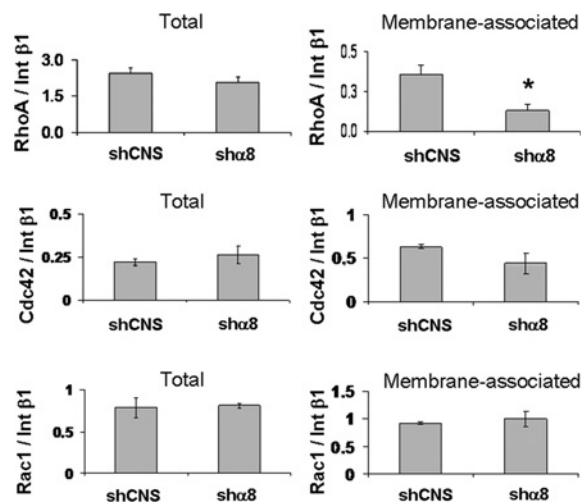 Total
RhoA / Int β1
3.0
1.5
0.0
shCNS shα8
Membrane-associated
RhoA / Int β1
0.5
0.3
0.0
*
shCNS shα8
Total
Cdc42 / Int β1
0.5
0.25
0
shCNS shα8
Membrane-associated
Cdc42 / Int β1
1
0.5
0
shCNS shα8
Total
Rac1 / Int β1
1
0.5
0
shCNS shα8
Membrane-associated
Rac1 / Int β1
1.5
1
0.5
0
shCNS shα8